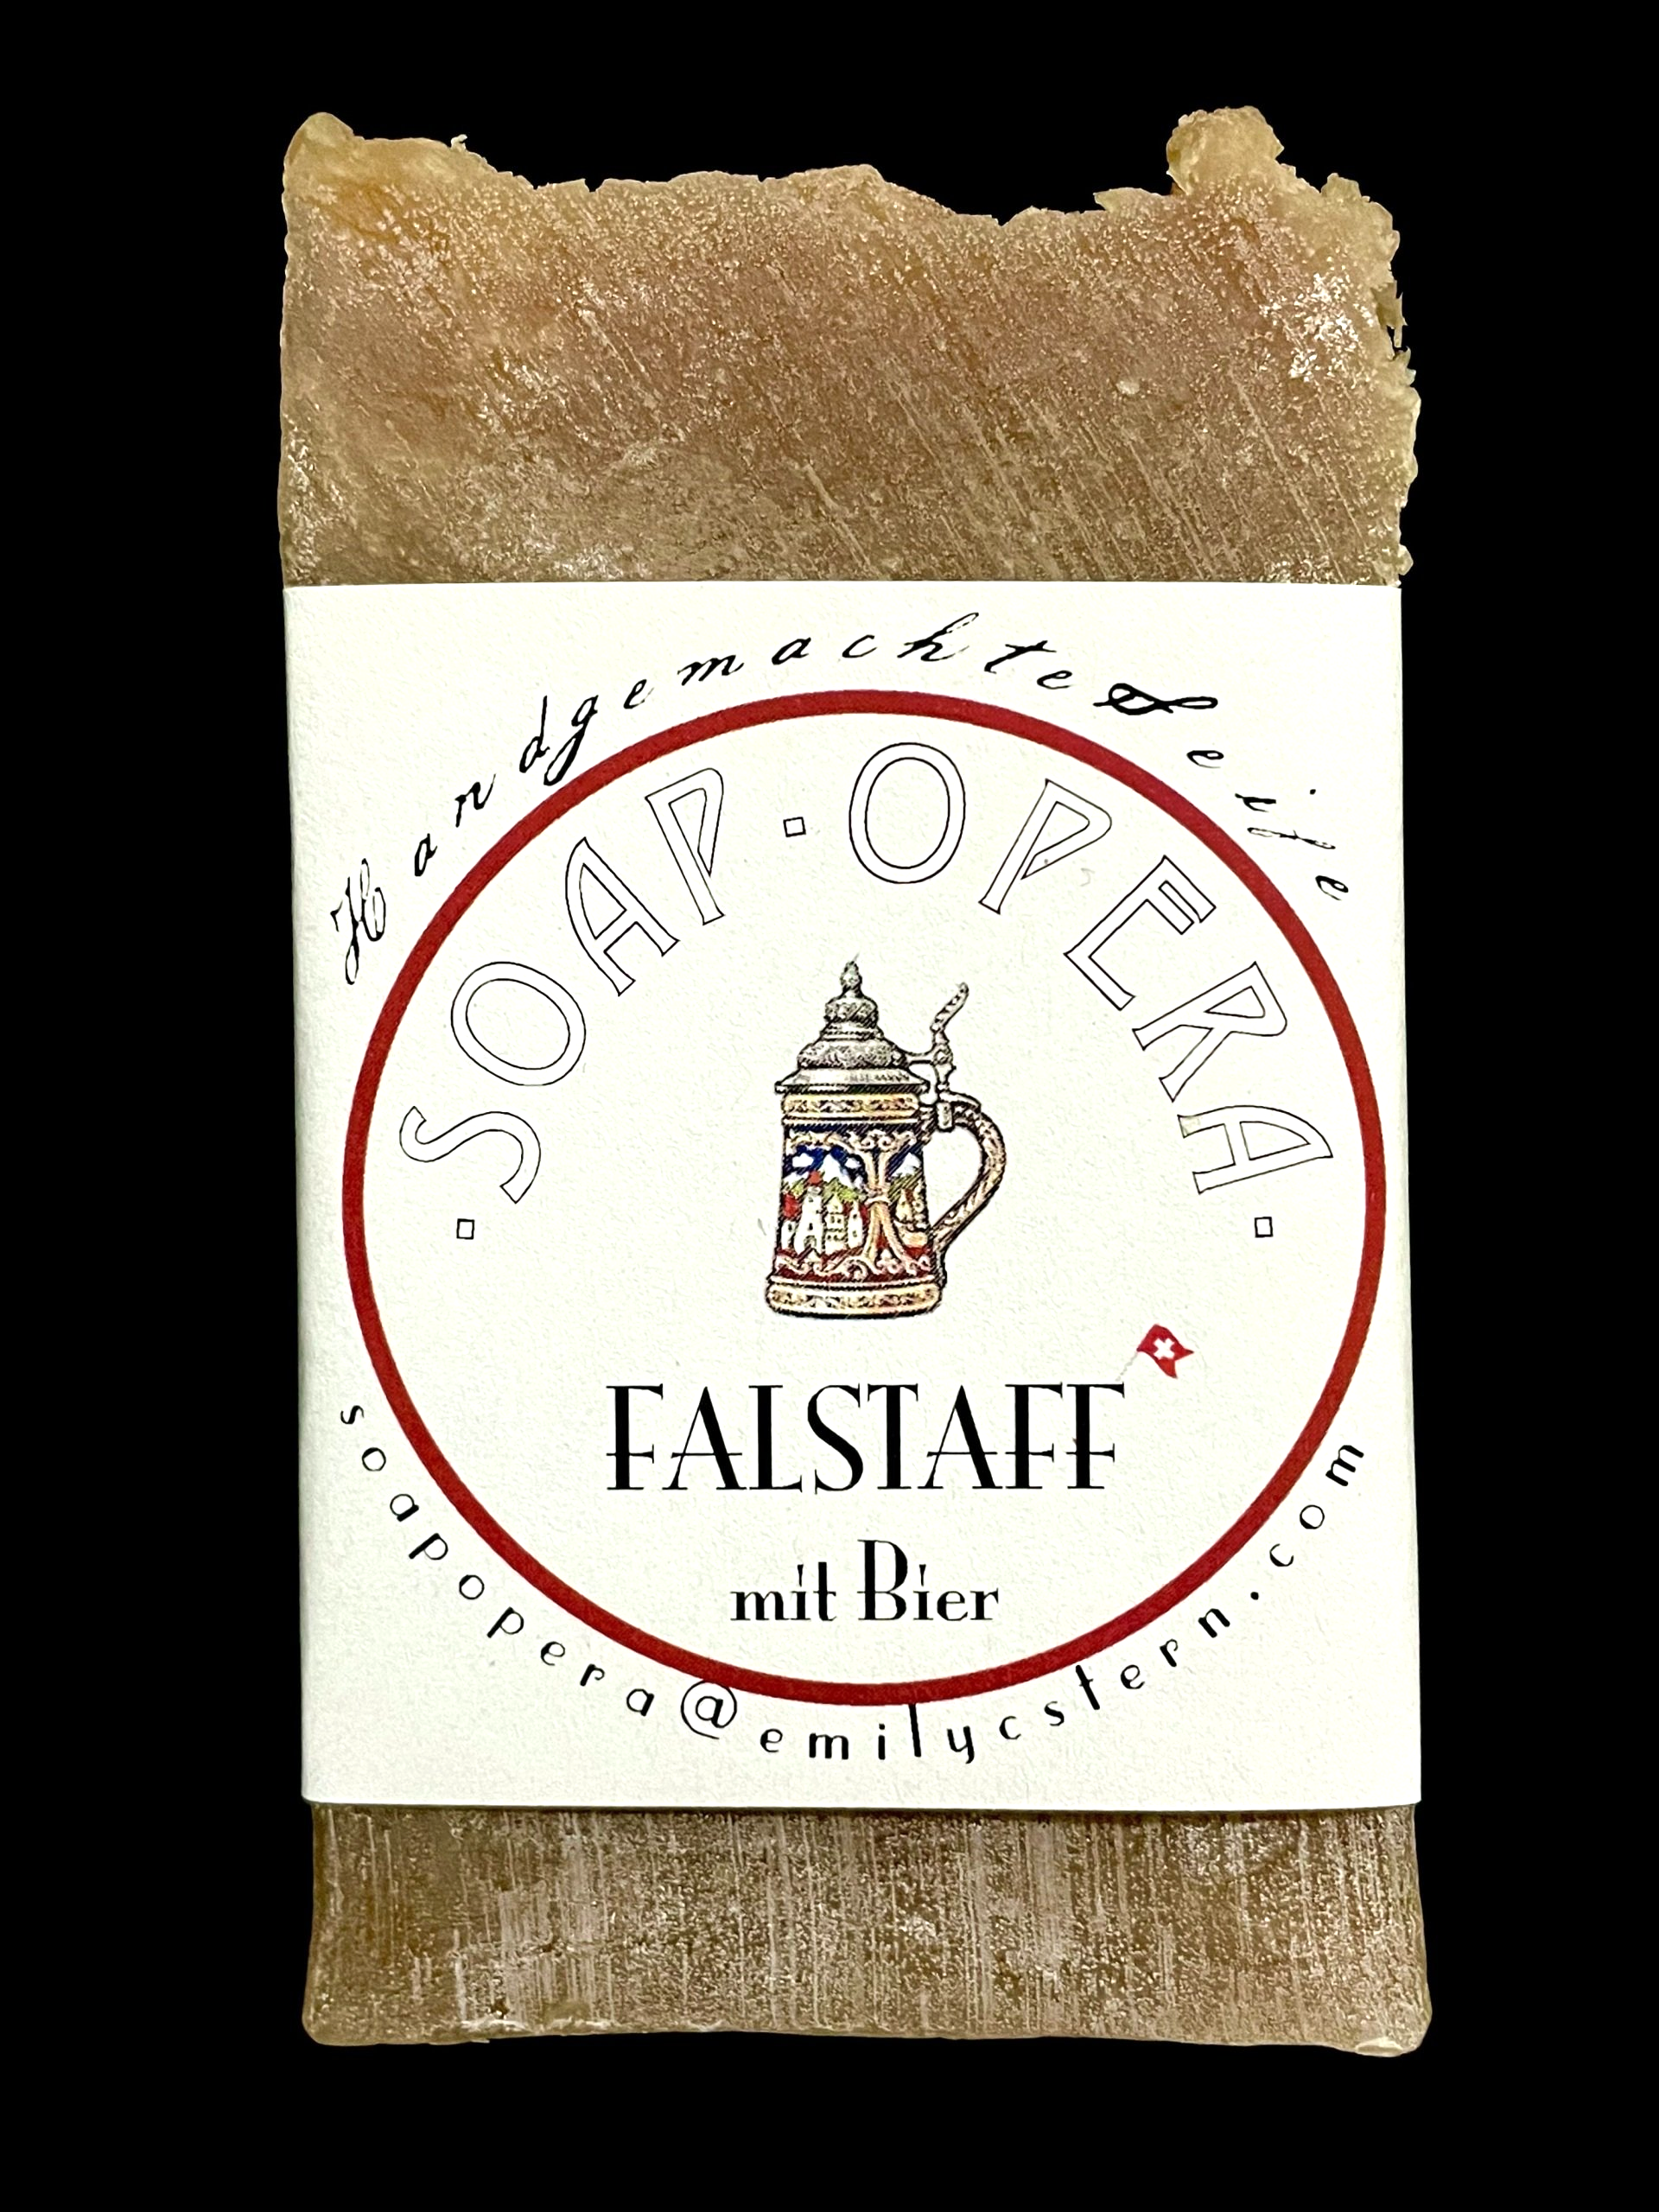 Handgemachte Seife
· SOAP · OPERA ·
FALSTAFF
mit Bier
soapopera@emilycstern.com